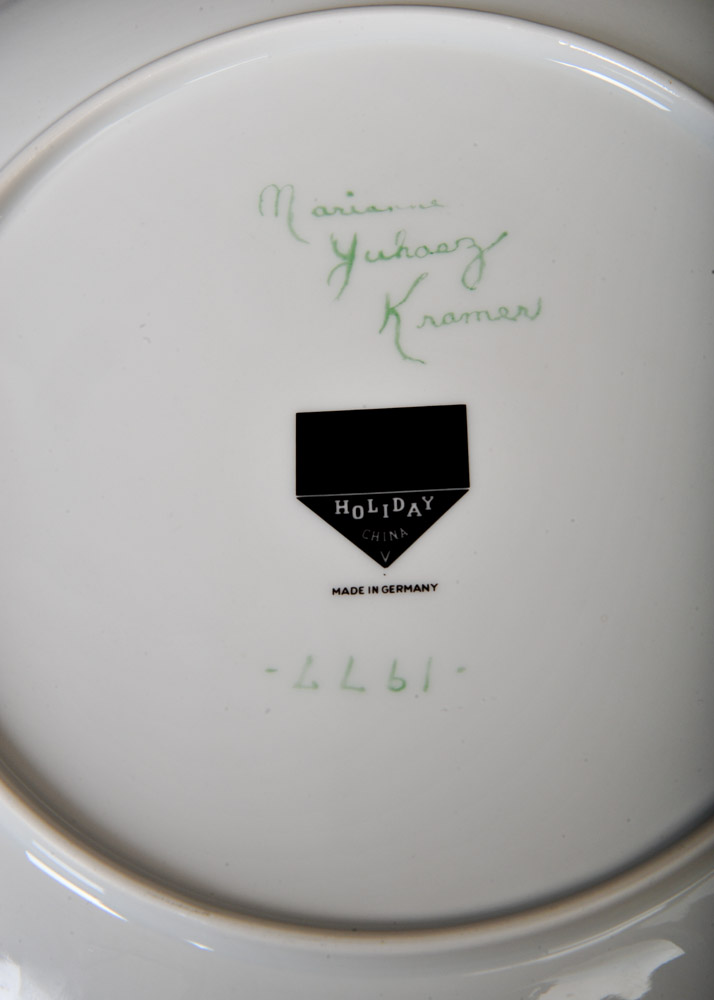 Marianne
Yuhasz
Kramer
HOLIDAY
CHINA
V
MADE IN GERMANY
-1977-